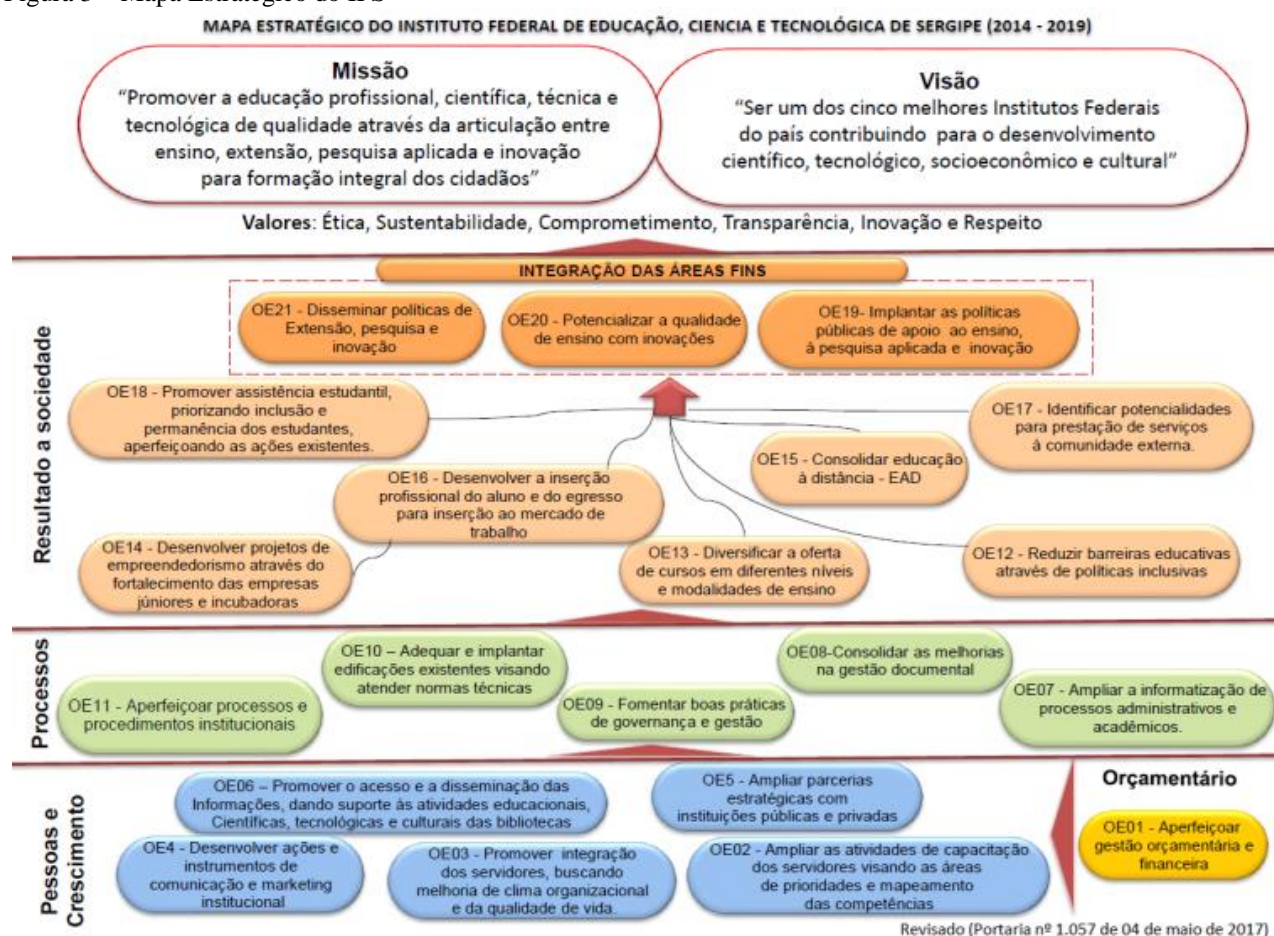 Figura 3 – Mapa Estratégico do IFS
MAPA ESTRATÉGICO DO INSTITUTO FEDERAL DE EDUCAÇÃO, CIENCIA E TECNOLÓGICA DE SERGIPE (2014 - 2019)
Missão
“Promover a educação profissional, científica, técnica e
tecnológica de qualidade através da articulação entre
ensino, extensão, pesquisa aplicada e inovação
para formação integral dos cidadãos”
Visão
“Ser um dos cinco melhores Institutos Federais
do país contribuindo para o desenvolvimento
científico, tecnológico, socioeconômico e cultural”
Valores: Ética, Sustentabilidade, Comprometimento, Transparência, Inovação e Respeito
Resultado a sociedade
INTEGRAÇÃO DAS ÁREAS FINS
OE21 - Disseminar políticas de
Extensão, pesquisa e
inovação
OE20 - Potencializar a qualidade
de ensino com inovações
OE19- Implantar as políticas
públicas de apoio ao ensino,
à pesquisa aplicada e inovação
OE18 - Promover assistência estudantil,
priorizando inclusão e
permanência dos estudantes,
aperfeiçoando as ações existentes.
OE17 - Identificar potencialidades
para prestação de serviços
à comunidade externa.
OE16 - Desenvolver a inserção
profissional do aluno e do egresso
para inserção ao mercado de
trabalho
OE15 - Consolidar educação
à distância - EAD
OE14 - Desenvolver projetos de
empreendedorismo através do
fortalecimento das empresas
júniores e incubadoras
OE13 - Diversificar a oferta
de cursos em diferentes níveis
e modalidades de ensino
OE12 - Reduzir barreiras educativas
através de políticas inclusivas
Processos
OE11 - Aperfeiçoar processos e
procedimentos institucionais
OE10 – Adequar e implantar
edificações existentes visando
atender normas técnicas
OE09 - Fomentar boas práticas
de governança e gestão
OE08-Consolidar as melhorias
na gestão documental
OE07 - Ampliar a informatização de
processos administrativos e
acadêmicos.
Pessoas e
Crescimento
OE06 – Promover o acesso e a disseminação das
Informações, dando suporte às atividades educacionais,
Científicas, tecnológicas e culturais das bibliotecas
OE5 - Ampliar parcerias
estratégicas com
instituições públicas e privadas
OE4 – Desenvolver ações e
instrumentos de
comunicação e marketing
institucional
OE03 - Promover integração
dos servidores, buscando
melhoria de clima organizacional
e da qualidade de vida.
OE02 – Ampliar as atividades de capacitação
dos servidores visando as áreas
de prioridades e mapeamento
das competências
Orçamentário
OE01 - Aperfeiçoar
gestão orçamentária e
financeira
Revisado (Portaria nº 1.057 de 04 de maio de 2017)